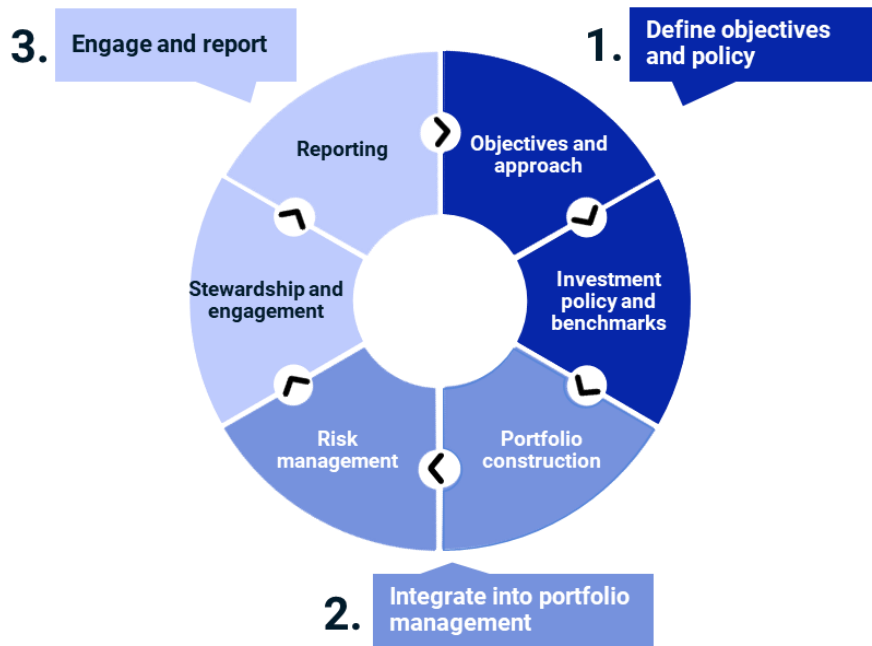 1.
Define objectives
and policy
Objectives and
approach
Investment
policy and
benchmarks
2.
Integrate into portfolio
management
Portfolio
construction
Risk
management
3.
Engage and report
Stewardship and
engagement
Reporting